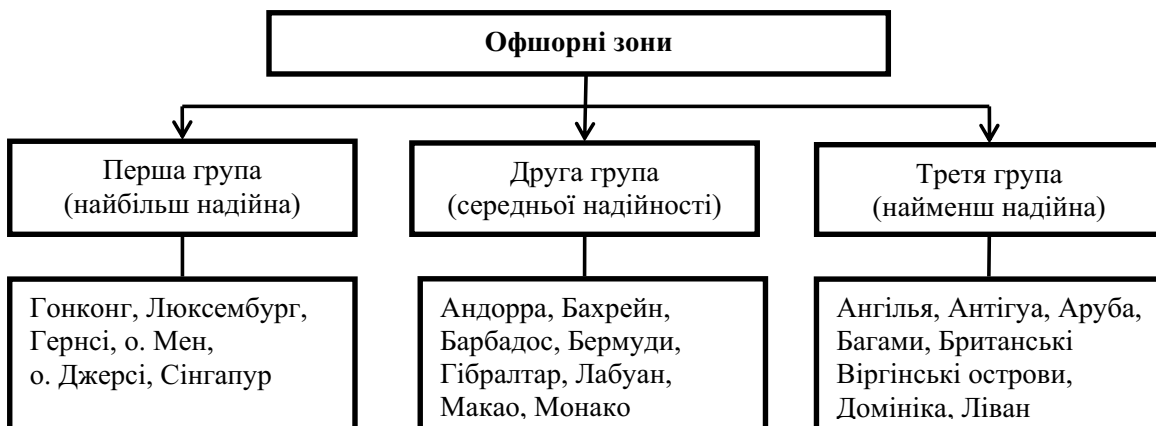 Офшорні зони
Перша група
(найбільш надійна)
Друга група
(середньої надійності)
Третя група
(найменш надійна)
Гонконг, Люксембург,
Гернсі, о. Мен,
о. Джерсі, Сінгапур
Андорра, Бахрейн,
Барбадос, Бермуди,
Гібралтар, Лабуан,
Макао, Монако
Ангілья, Антігуа, Аруба,
Багами, Британські
Віргінські острови,
Домініка, Ліван